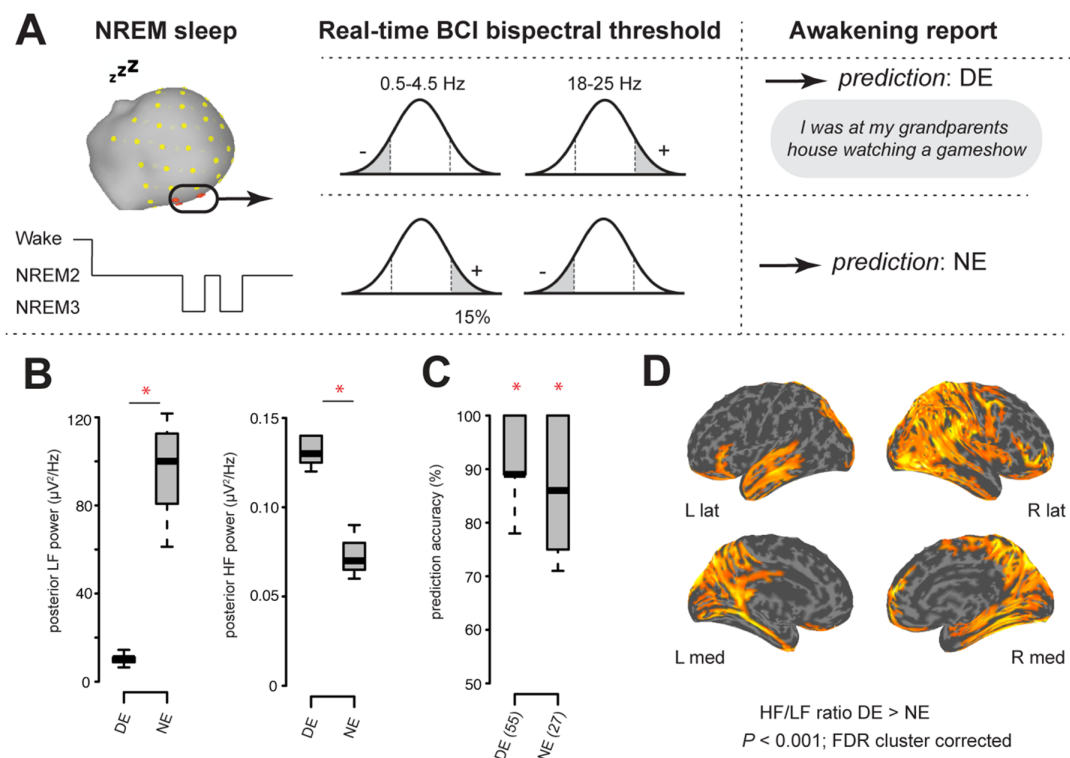 A
NREM sleep
Real-time BCI bispectral threshold
Awakening report
zzZ
0.5-4.5 Hz
18-25 Hz
prediction: DE
I was at my grandparents
house watching a gameshow
-
+
Wake
NREM2
NREM3
+
-
15%
prediction: NE
B
*
*
posterior LF power (µV²/Hz)
120
80
40
0
DE
NE
posterior HF power (µV²/Hz)
0.15
0.10
0.05
0
DE
NE
C
*
*
prediction accuracy (%)
100
90
80
70
60
50
DE (55)
NE (27)
D
L lat
R lat
L med
R med
HF/LF ratio DE > NE
P < 0.001; FDR cluster corrected